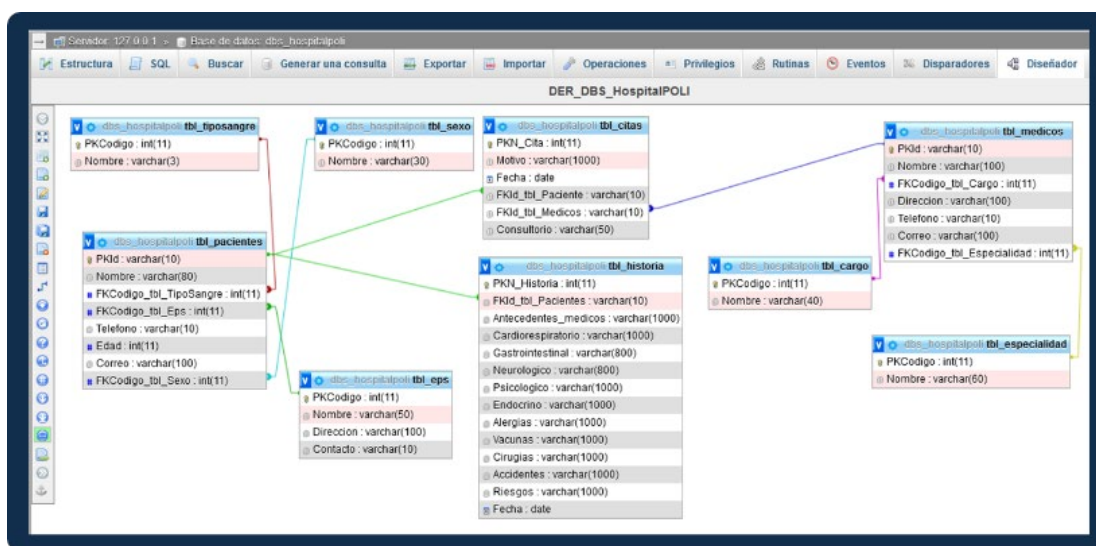 Servidor: 127.0.0.1 » Base de datos: dbs_hospitalpoli
Estructura SQL Buscar Generar una consulta Exportar Importar Operaciones Privilegios Rutinas Eventos Disparadores Diseñador
DER_DBS_HospitalPOLI
dbs_hospitalpoli tbl_tiposangre
PKCodigo : int(11)
Nombre : varchar(3)
dbs_hospitalpoli tbl_sexo
PKCodigo : int(11)
Nombre : varchar(30)
dbs_hospitalpoli tbl_citas
PKN_Cita : int(11)
Motivo : varchar(1000)
Fecha : date
FKId_tbl_Paciente : varchar(10)
FKId_tbl_Medicos : varchar(10)
Consultorio : varchar(50)
dbs_hospitalpoli tbl_medicos
PKId : varchar(10)
Nombre : varchar(100)
FKCodigo_tbl_Cargo : int(11)
Direccion : varchar(100)
Telefono : varchar(10)
Correo : varchar(100)
FKCodigo_tbl_Especialidad : int(11)
dbs_hospitalpoli tbl_pacientes
PKId : varchar(10)
Nombre : varchar(80)
FKCodigo_tbl_TipoSangre : int(11)
FKCodigo_tbl_Eps : int(11)
Telefono : varchar(10)
Edad : int(11)
Correo : varchar(100)
FKCodigo_tbl_Sexo : int(11)
dbs_hospitalpoli tbl_historia
PKN_Historia : int(11)
FKId_tbl_Pacientes : varchar(10)
Antecedentes_medicos : varchar(1000)
Cardiorespiratorio : varchar(1000)
Gastrointestinal : varchar(800)
Neurologico : varchar(800)
Psicologico : varchar(1000)
Endocrino : varchar(1000)
Alergias : varchar(1000)
Vacunas : varchar(1000)
Cirugias : varchar(1000)
Accidentes : varchar(1000)
Riesgos : varchar(1000)
Fecha : date
dbs_hospitalpoli tbl_cargo
PKCodigo : int(11)
Nombre : varchar(40)
dbs_hospitalpoli tbl_especialidad
PKCodigo : int(11)
Nombre : varchar(60)
dbs_hospitalpoli tbl_eps
PKCodigo : int(11)
Nombre : varchar(50)
Direccion : varchar(100)
Contacto : varchar(10)